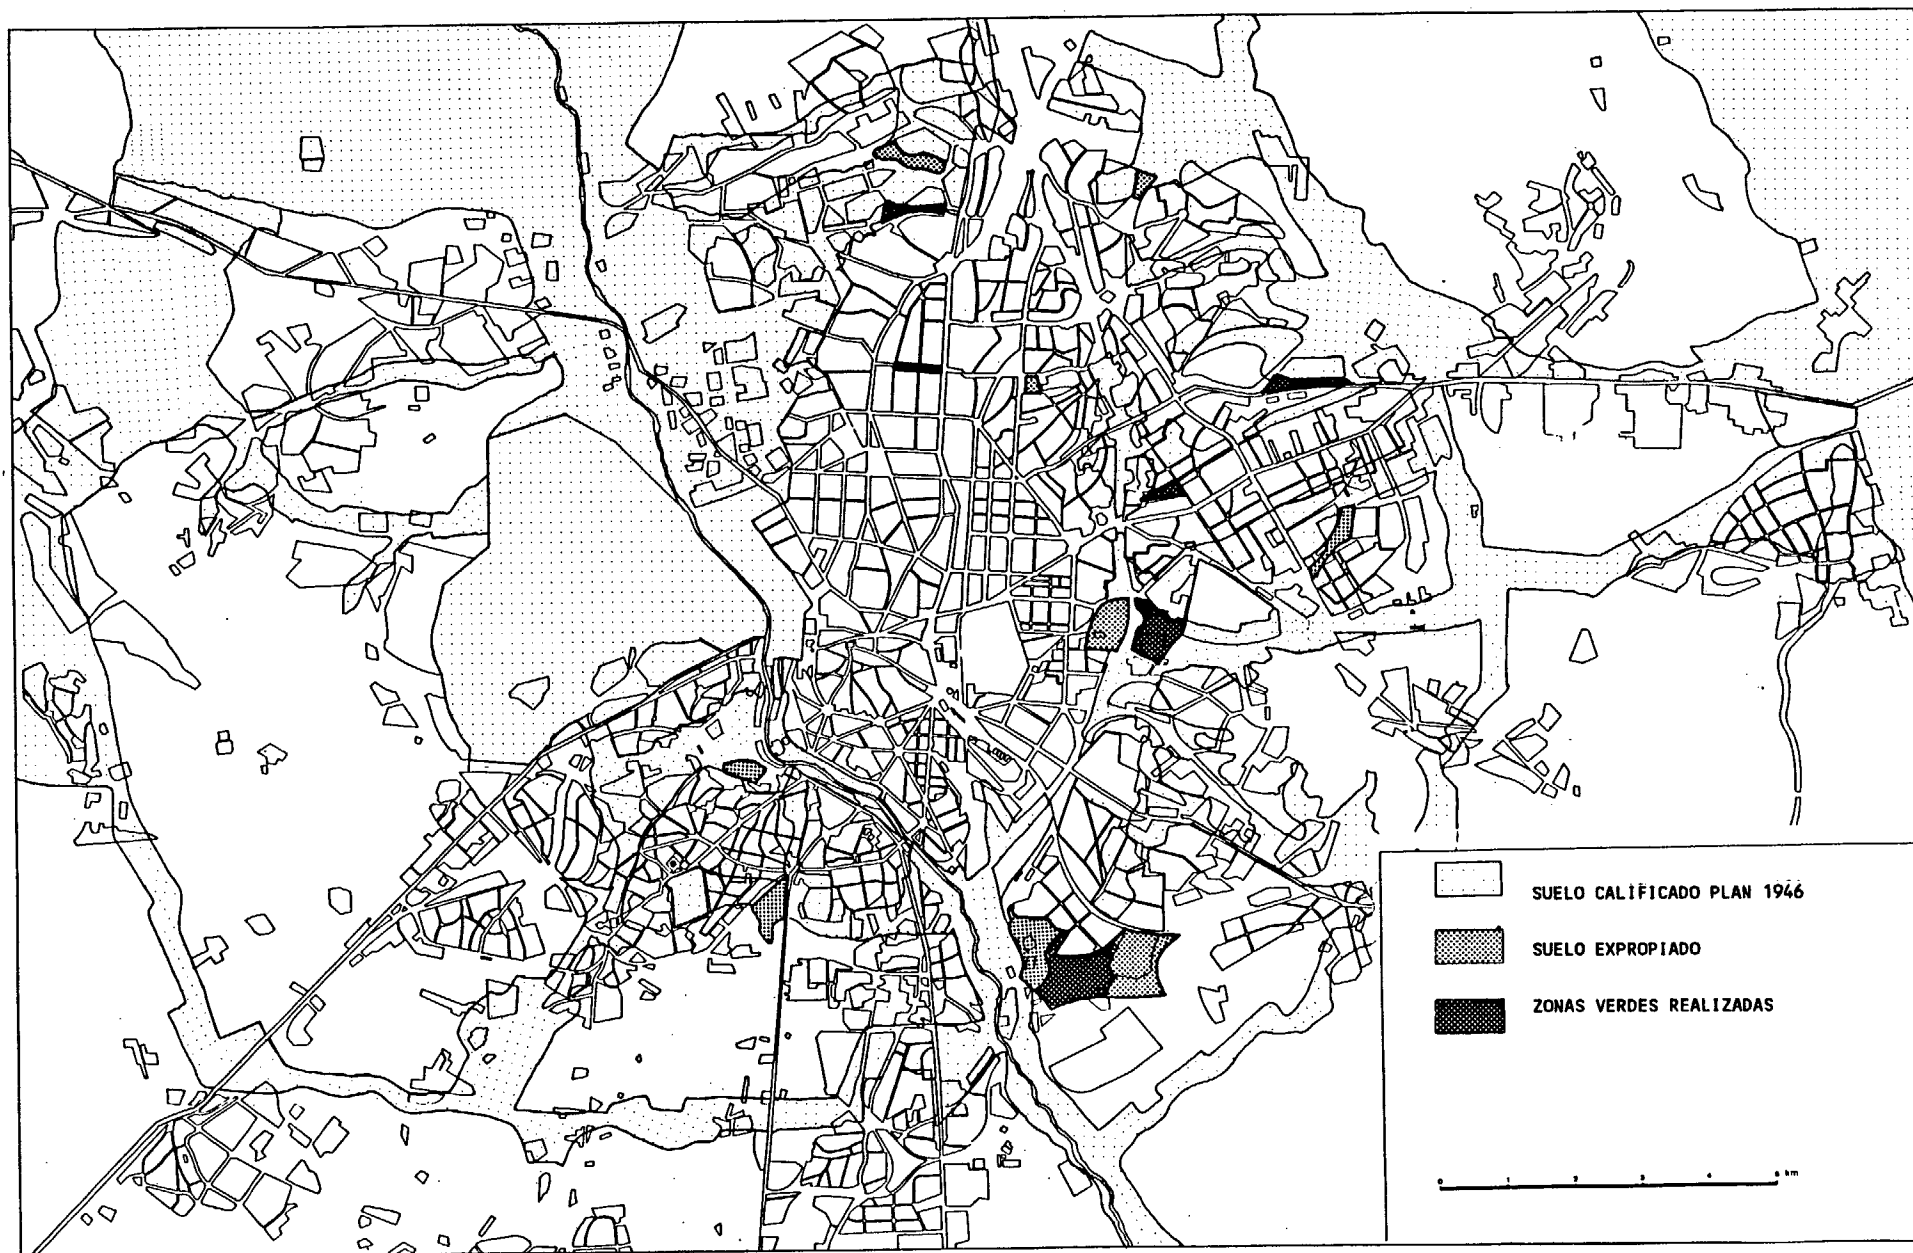 SUELO CALIFICADO PLAN 1946
SUELO EXPROPIADO
ZONAS VERDES REALIZADAS
0 1 2 3 4 5 km